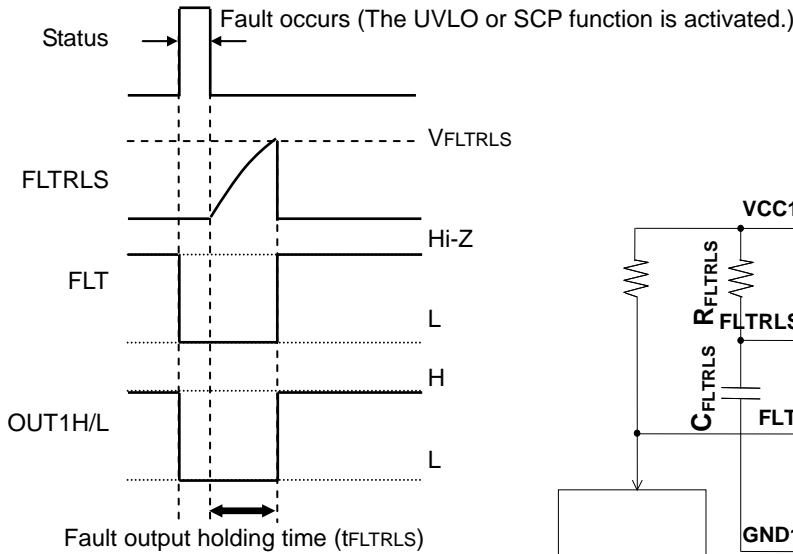 Fault occurs (The UVLO or SCP function is activated.)
Status
VFLTRLS
FLTRLS
Hi-Z
FLT
L
H
OUT1H/L
L
Fault output holding time (tFLTRLS)
VCC1
RFLTRLS
FLTRLS
CFLTRLS
FLT
GND1